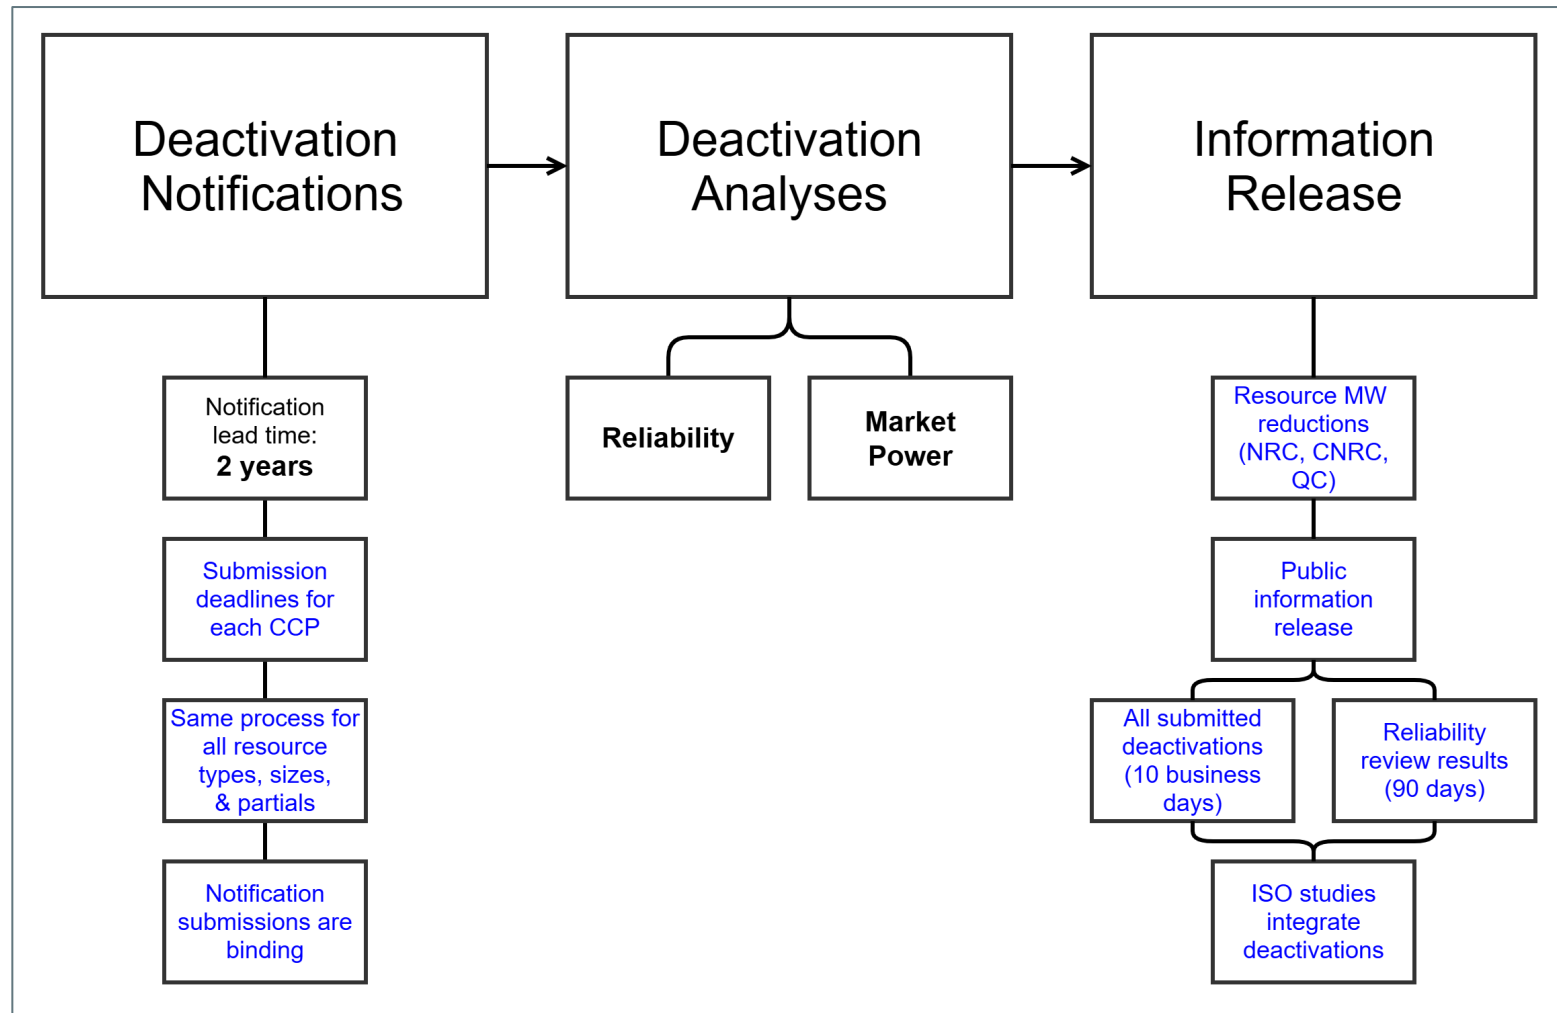 Deactivation
Notifications
Deactivation
Analyses
Information
Release
Notification
lead time:
2 years
Submission
deadlines for
each CCP
Same process for
all resource
types, sizes,
& partials
Notification
submissions are
binding
Reliability
Market
Power
Resource MW
reductions
(NRC, CNRC,
QC)
Public
information
release
All submitted
deactivations
(10 business
days)
Reliability
review results
(90 days)
ISO studies
integrate
deactivations